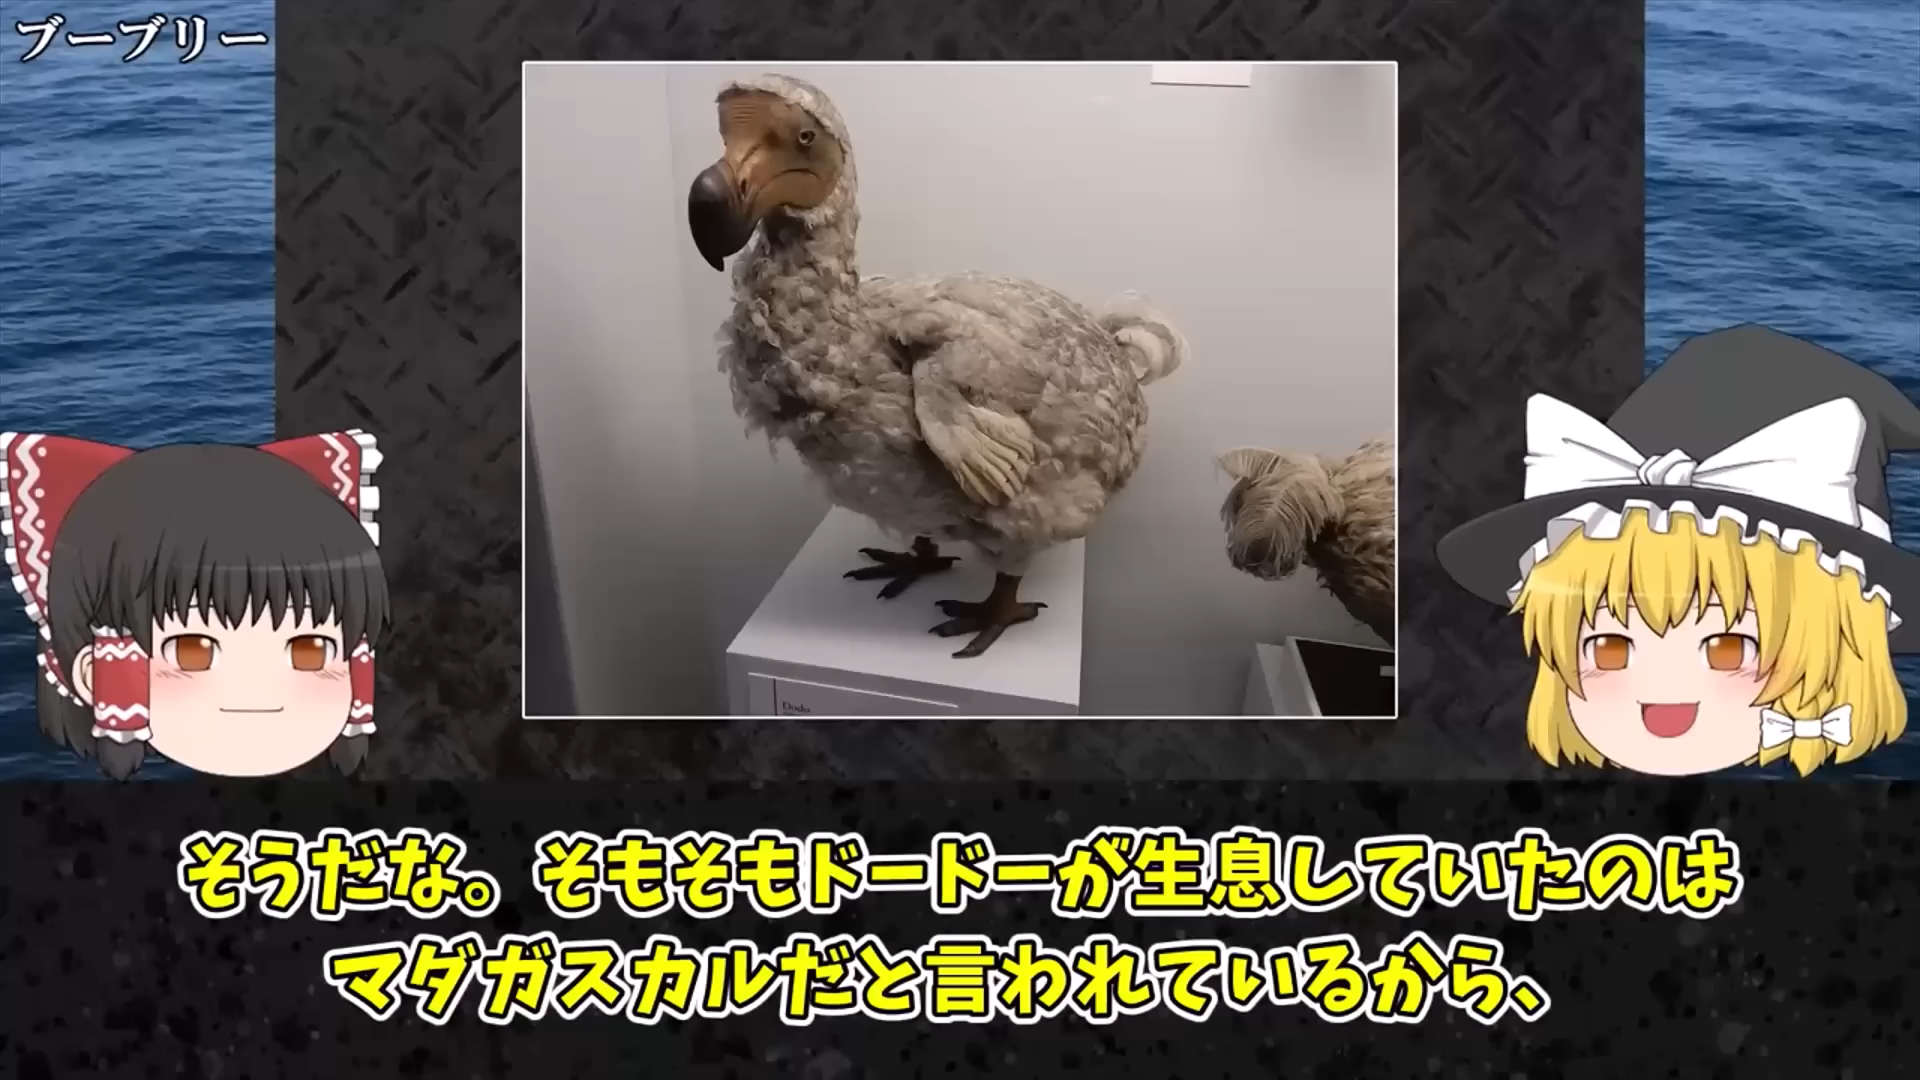 ブーブリー
Dodo
そうだな。そもそもドードーが生息していたのは
マダガスカルだと言われているから、